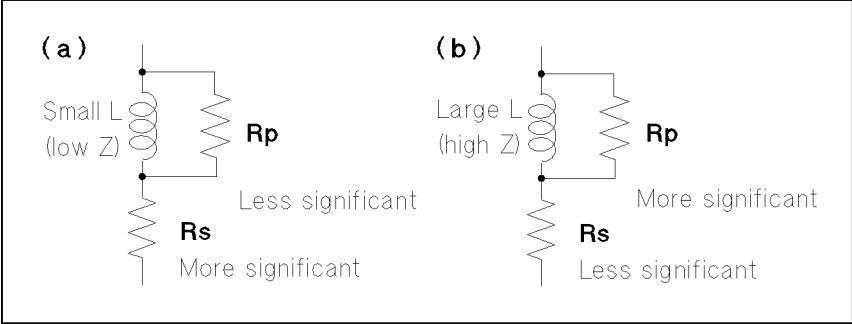 (a)
Small L
(low Z)
Rp
Less significant
Rs
More significant
(b)
Large L
(high Z)
Rp
More significant
Rs
Less significant